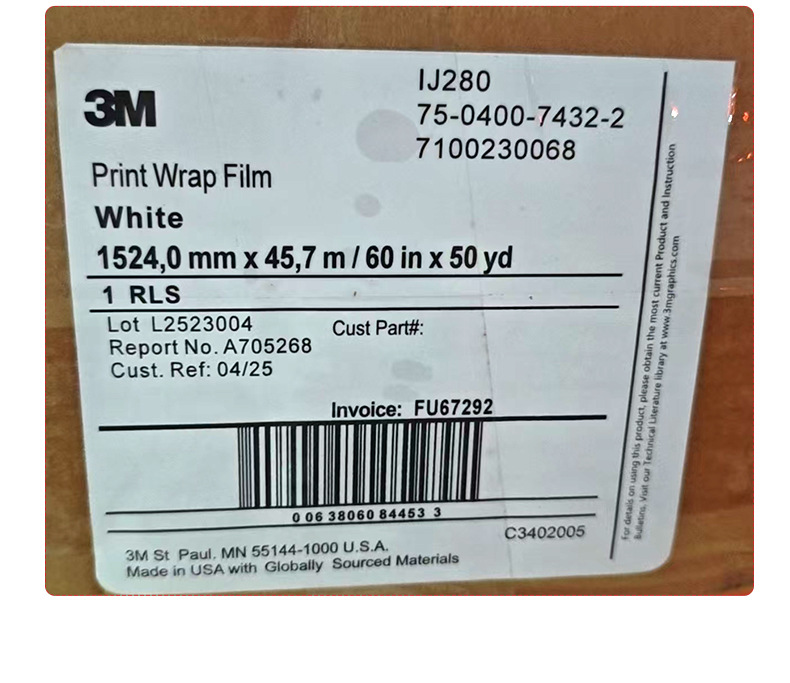 3M
IJ280
75-0400-7432-2
7100230068
Print Wrap Film
White
1524,0 mm x 45,7 m / 60 in x 50 yd
1 RLS
Lot L2523004
Cust Part#:
Report No. A705268
Cust. Ref: 04/25
Invoice: FU67292
0 06 38060 84453 3
C3402005
3M St Paul. MN 55144-1000 U.S.A.
Made in USA with Globally Sourced Materials
For details on using this product, please obtain the most current Product and Instruction
Bulletins. Visit our Technical Literature library at www.3mgraphics.com